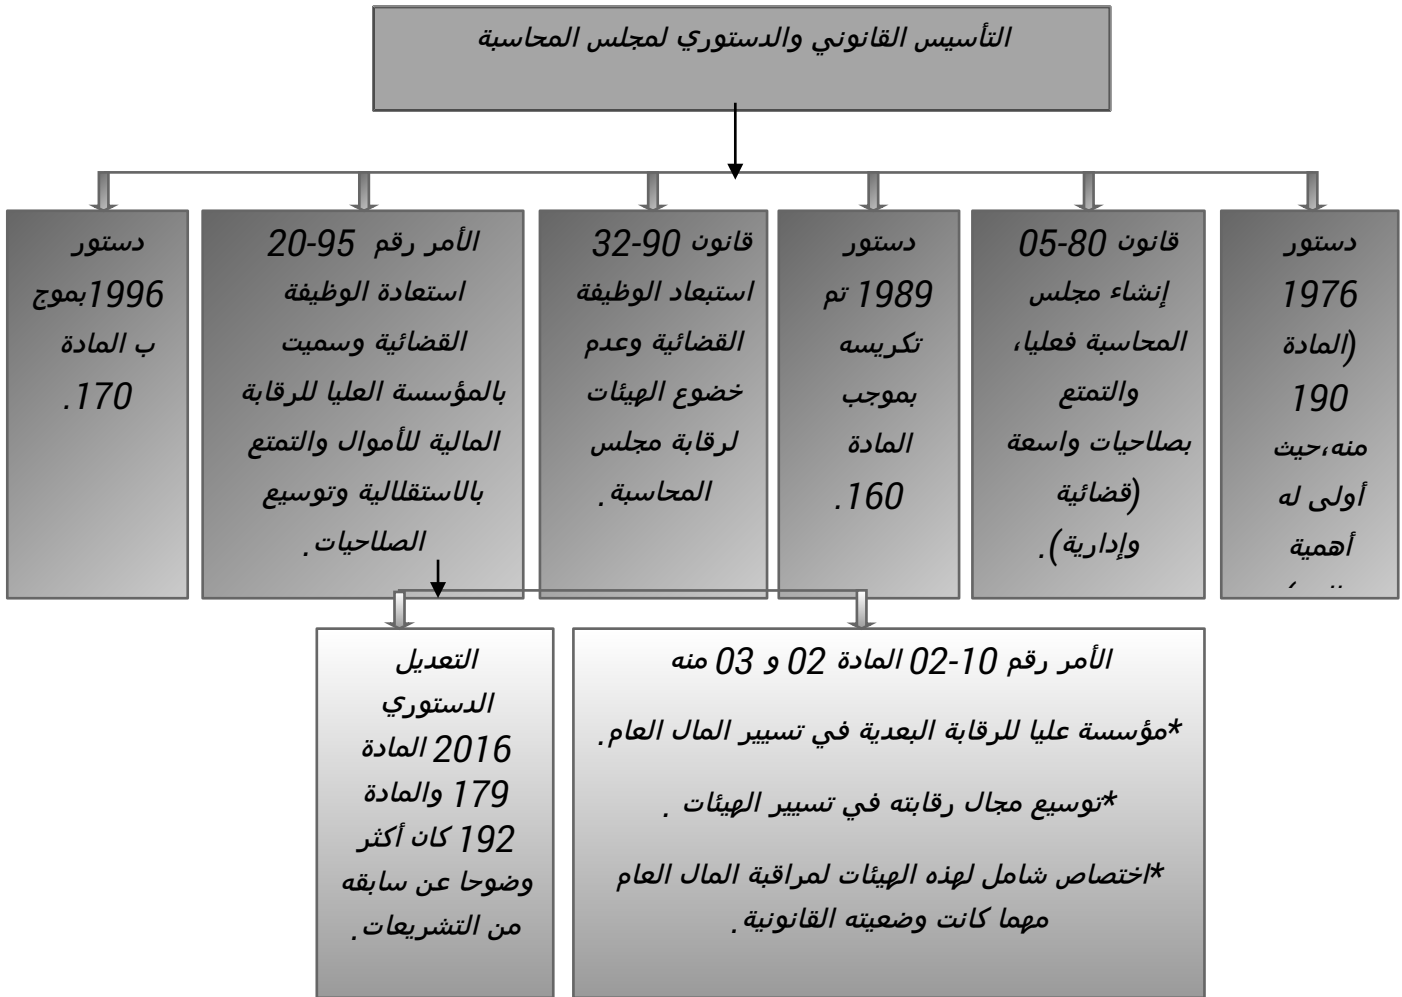 التأسيس القانوني والدستوري لمجلس المحاسبة
دستور
1976
(المادة
190
منه،حيث
أولى له
أهمية
قانون 80-05
إنشاء مجلس
المحاسبة فعليا،
والتمتع
بصلاحيات واسعة
(قضائية
وإدارية).
دستور
1989 تم
تكريسه
بموجب
المادة
160.
قانون 90-32
استبعاد الوظيفة
القضائية وعدم
خضوع الهيئات
لرقابة مجلس
المحاسبة.
الأمر رقم 95-20
استعادة الوظيفة
القضائية وسميت
بالمؤسسة العليا للرقابة
المالية للأموال والتمتع
بالاستقلالية وتوسيع
الصلاحيات.
دستور
1996بموج
ب المادة
170.
الأمر رقم 10-02 المادة 02 و 03 منه
*مؤسسة عليا للرقابة البعدية في تسيير المال العام.
*توسيع مجال رقابته في تسيير الهيئات .
*اختصاص شامل لهذه الهيئات لمراقبة المال العام
مهما كانت وضعيته القانونية.
التعديل
الدستوري
2016 المادة
179 والمادة
192 كان أكثر
وضوحا عن سابقه
من التشريعات.